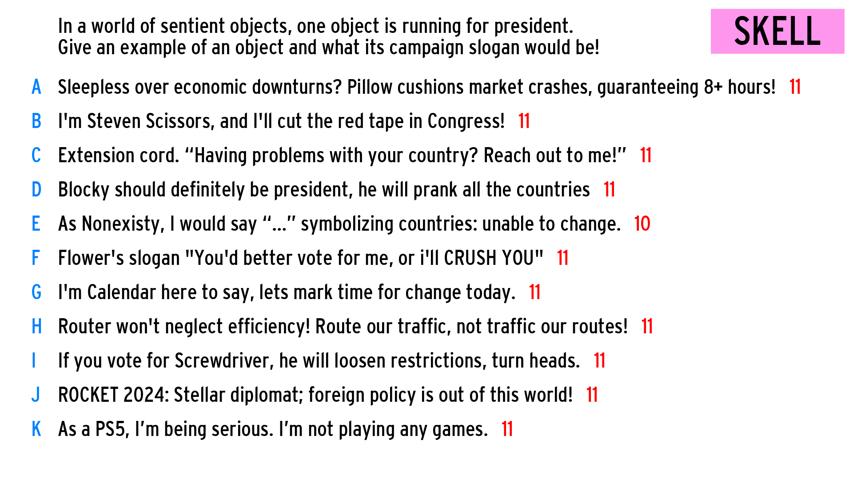 In a world of sentient objects, one object is running for president.
Give an example of an object and what its campaign slogan would be!
SKELL
A Sleepless over economic downturns? Pillow cushions market crashes, guaranteeing 8+ hours! 11
B I'm Steven Scissors, and I'll cut the red tape in Congress! 11
C Extension cord. “Having problems with your country? Reach out to me!” 11
D Blocky should definitely be president, he will prank all the countries 11
E As Nonexisty, I would say “...” symbolizing countries: unable to change. 10
F Flower's slogan "You'd better vote for me, or i'll CRUSH YOU" 11
G I'm Calendar here to say, lets mark time for change today. 11
H Router won't neglect efficiency! Route our traffic, not traffic our routes! 11
I If you vote for Screwdriver, he will loosen restrictions, turn heads. 11
J ROCKET 2024: Stellar diplomat; foreign policy is out of this world! 11
K As a PS5, I’m being serious. I’m not playing any games. 11